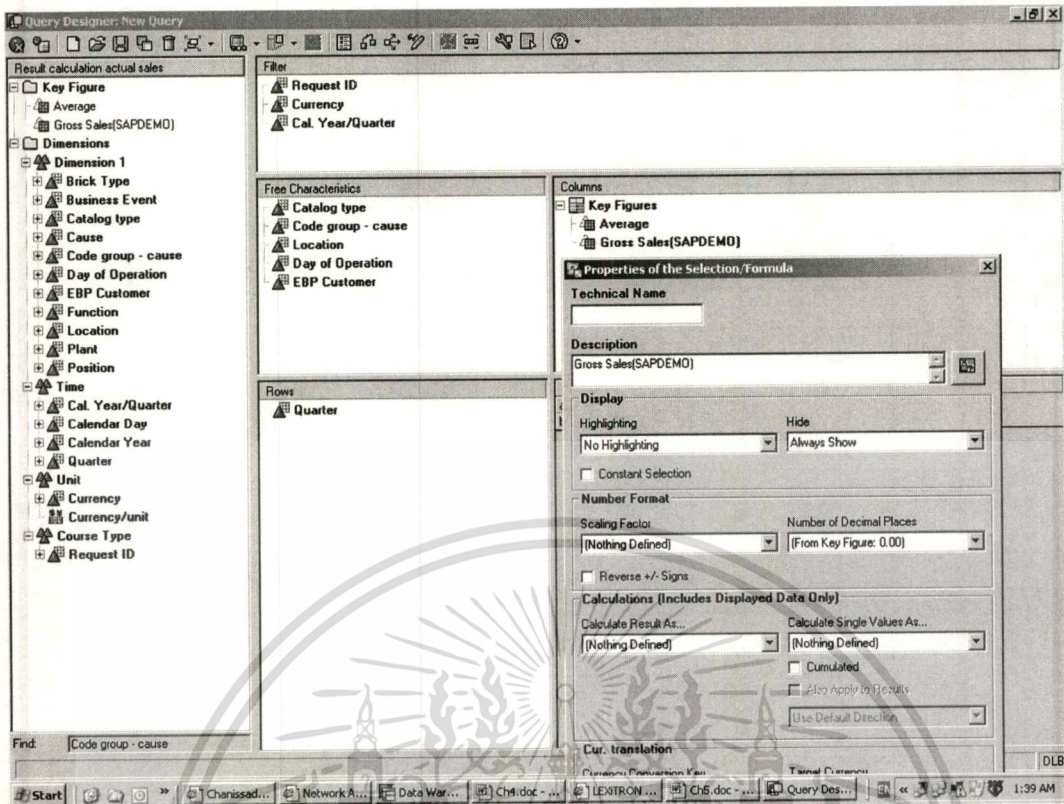 Query Designer: New Query
Result calculation actual sales
Key Figure
Average
Gross Sales(SAPDEMO)
Dimensions
Dimension 1
Brick Type
Business Event
Catalog type
Cause
Code group - cause
Day of Operation
EBP Customer
Function
Location
Plant
Position
Time
Cal. Year/Quarter
Calendar Day
Calendar Year
Quarter
Unit
Currency
Currency/unit
Course Type
Request ID
Find: Code group - cause
Filter
Request ID
Currency
Cal. Year/Quarter
Free Characteristics
Catalog type
Code group - cause
Location
Day of Operation
EBP Customer
Columns
Key Figures
Average
Gross Sales(SAPDEMO)
Rows
Quarter
Properties of the Selection/Formula
Technical Name
Description
Gross Sales(SAPDEMO)
Display
Highlighting Hide
No Highlighting Always Show
Constant Selection
Number Format
Scaling Factor Number of Decimal Places
(Nothing Defined) (From Key Figure: 0.00)
Reverse +/- Signs
Calculations (Includes Displayed Data Only)
Calculate Result As... Calculate Single Values As...
(Nothing Defined) (Nothing Defined)
Cumulated
Also Apply to Results
Use Default Direction
Cur. translation
Currency Conversion Key Target Currency
DLB
Start » Chanissad... Network A... Data War... Ch4.doc - ... LEXITRON ... Ch5.doc - ... Query Des... « 1:39 AM